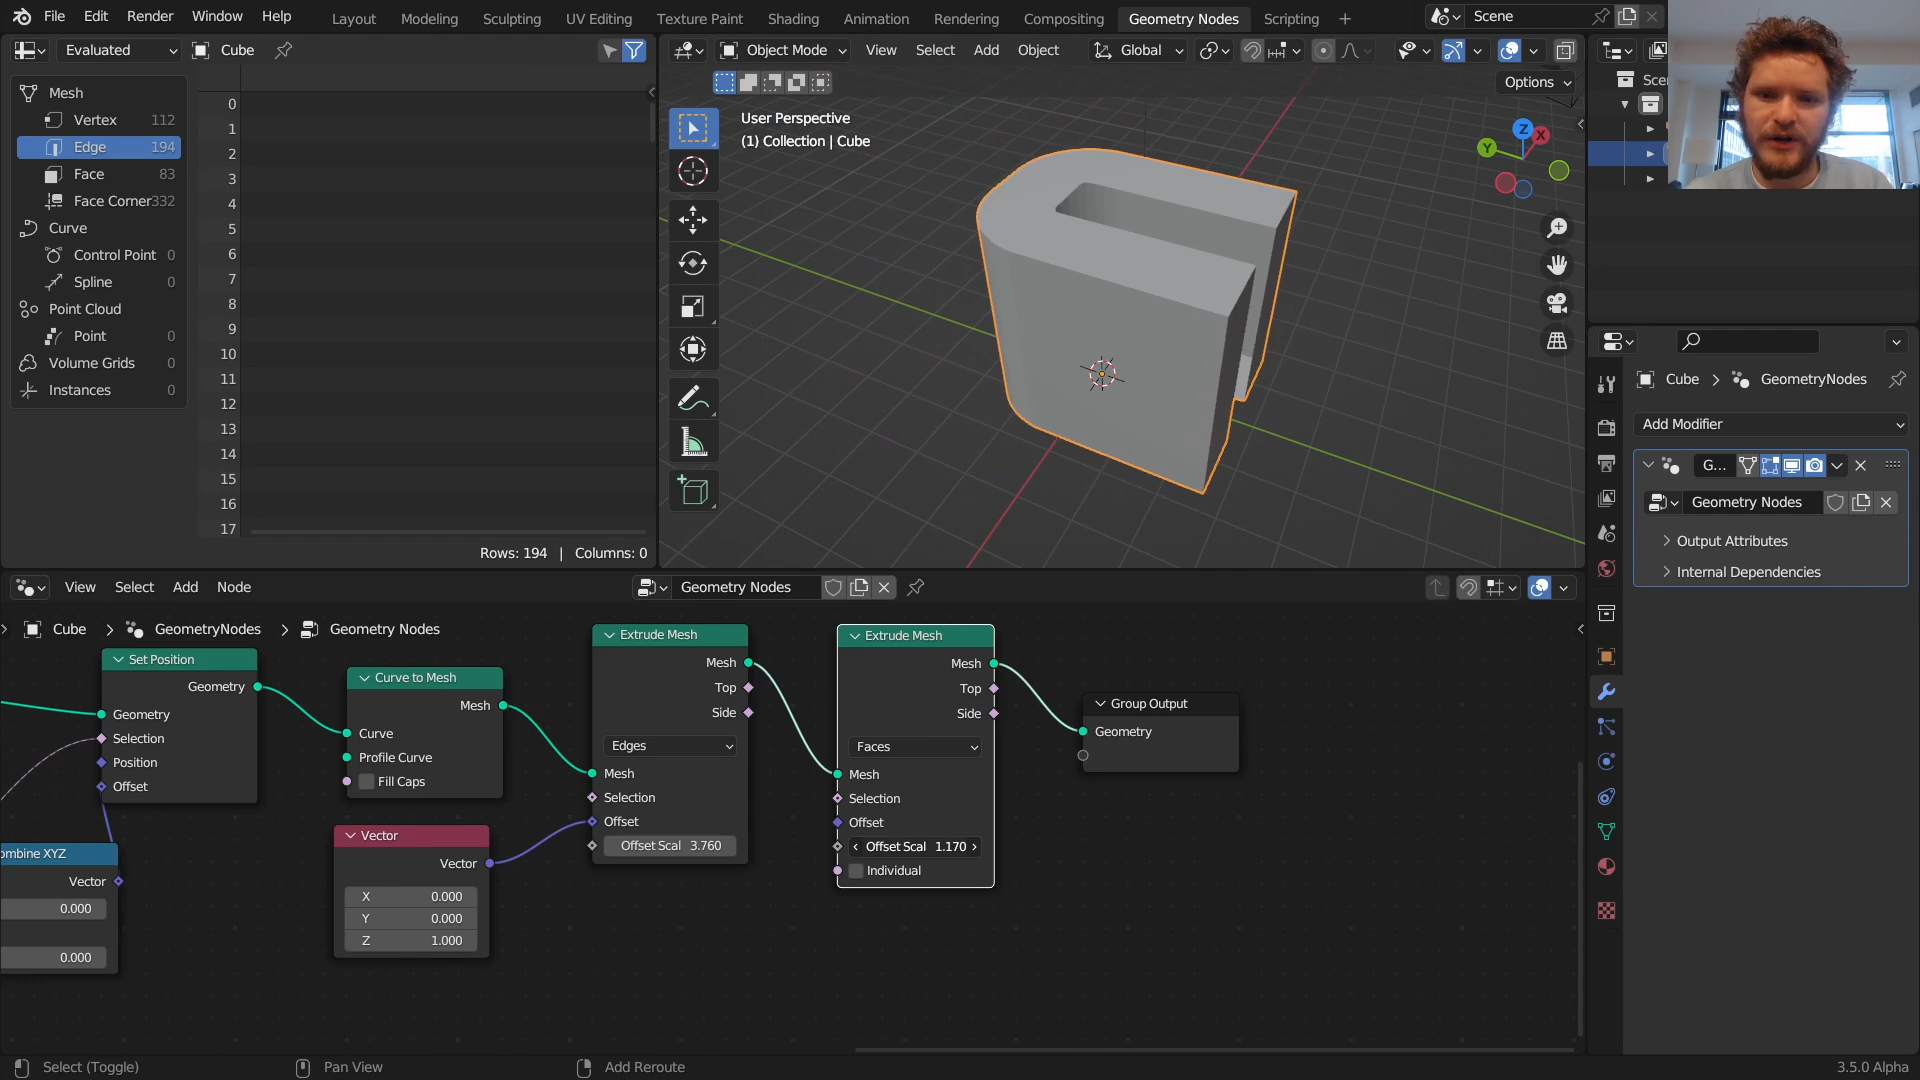 File Edit Render Window Help
Layout Modeling Sculpting UV Editing Texture Paint Shading Animation Rendering Compositing Geometry Nodes Scripting
Scene
Evaluated Cube
Object Mode View Select Add Object Global
Options
Mesh
Vertex 112
Edge 194
Face 83
Face Corner 332
Curve
Control Point 0
Spline 0
Point Cloud
Point 0
Volume Grids 0
Instances 0
0
1
2
3
4
5
6
7
8
9
10
11
12
13
14
15
16
17
Rows: 194 | Columns: 0
User Perspective
(1) Collection | Cube
Z
X
Y
Cube > GeometryNodes
Add Modifier
G...
Geometry Nodes
Output Attributes
Internal Dependencies
View Select Add Node
Geometry Nodes
Cube > GeometryNodes > Geometry Nodes
Set Position
Geometry
Geometry
Selection
Position
Offset
ombine XYZ
Vector
0.000
0.000
Curve to Mesh
Mesh
Curve
Profile Curve
Fill Caps
Vector
Vector
X 0.000
Y 0.000
Z 1.000
Extrude Mesh
Mesh
Top
Side
Edges
Mesh
Selection
Offset
Offset Scal 3.760
Extrude Mesh
Mesh
Top
Side
Faces
Mesh
Selection
Offset
Offset Scal 1.170
Individual
Group Output
Geometry
Select (Toggle) Pan View Add Reroute 3.5.0 Alpha